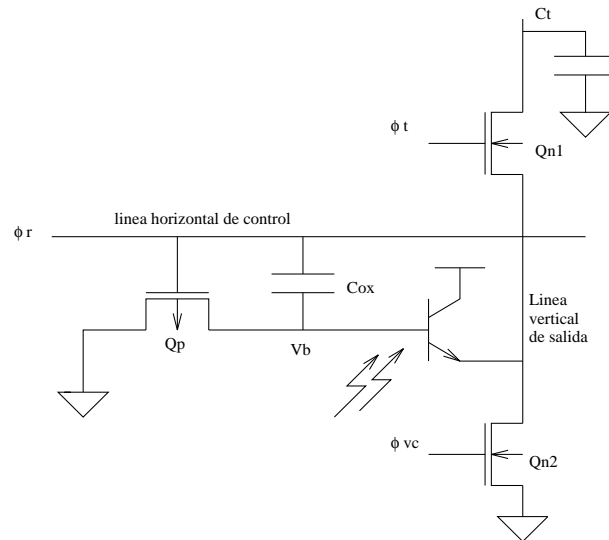 Ct
ϕ t
Qn1
linea horizontal de control
ϕ r
Cox
Linea
vertical
de salida
Qp
Vb
ϕ vc
Qn2